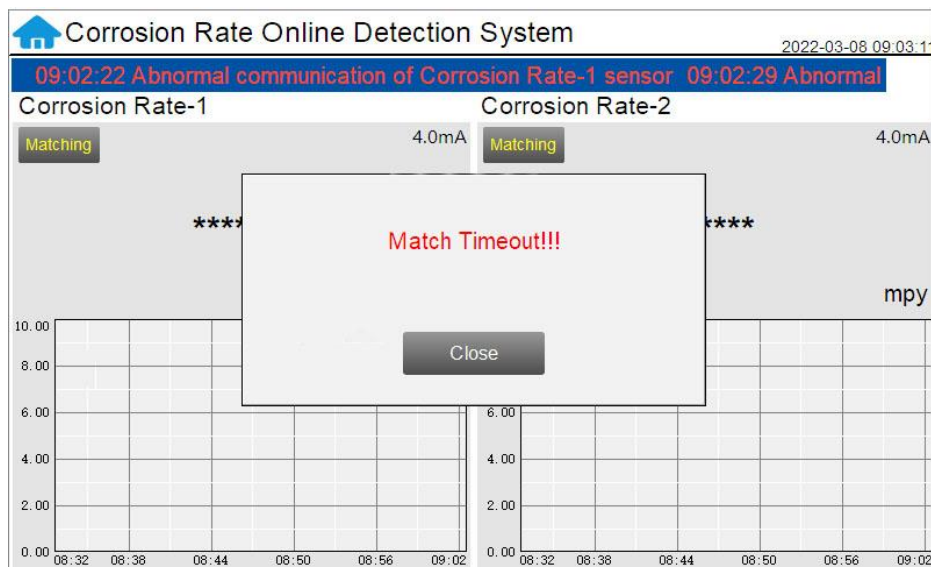 Corrosion Rate Online Detection System
2022-03-08 09:03:11
09:02:22 Abnormal communication of Corrosion Rate-1 sensor 09:02:29 Abnormal
Corrosion Rate-1
Corrosion Rate-2
Matching
4.0mA
Matching
4.0mA
****
****
Match Timeout!!!
mpy
Close
10.00
8.00
6.00
4.00
2.00
0.00
08:32 08:38 08:44 08:50 08:56 09:02
6.00
4.00
2.00
0.00
08:32 08:38 08:44 08:50 08:56 09:02